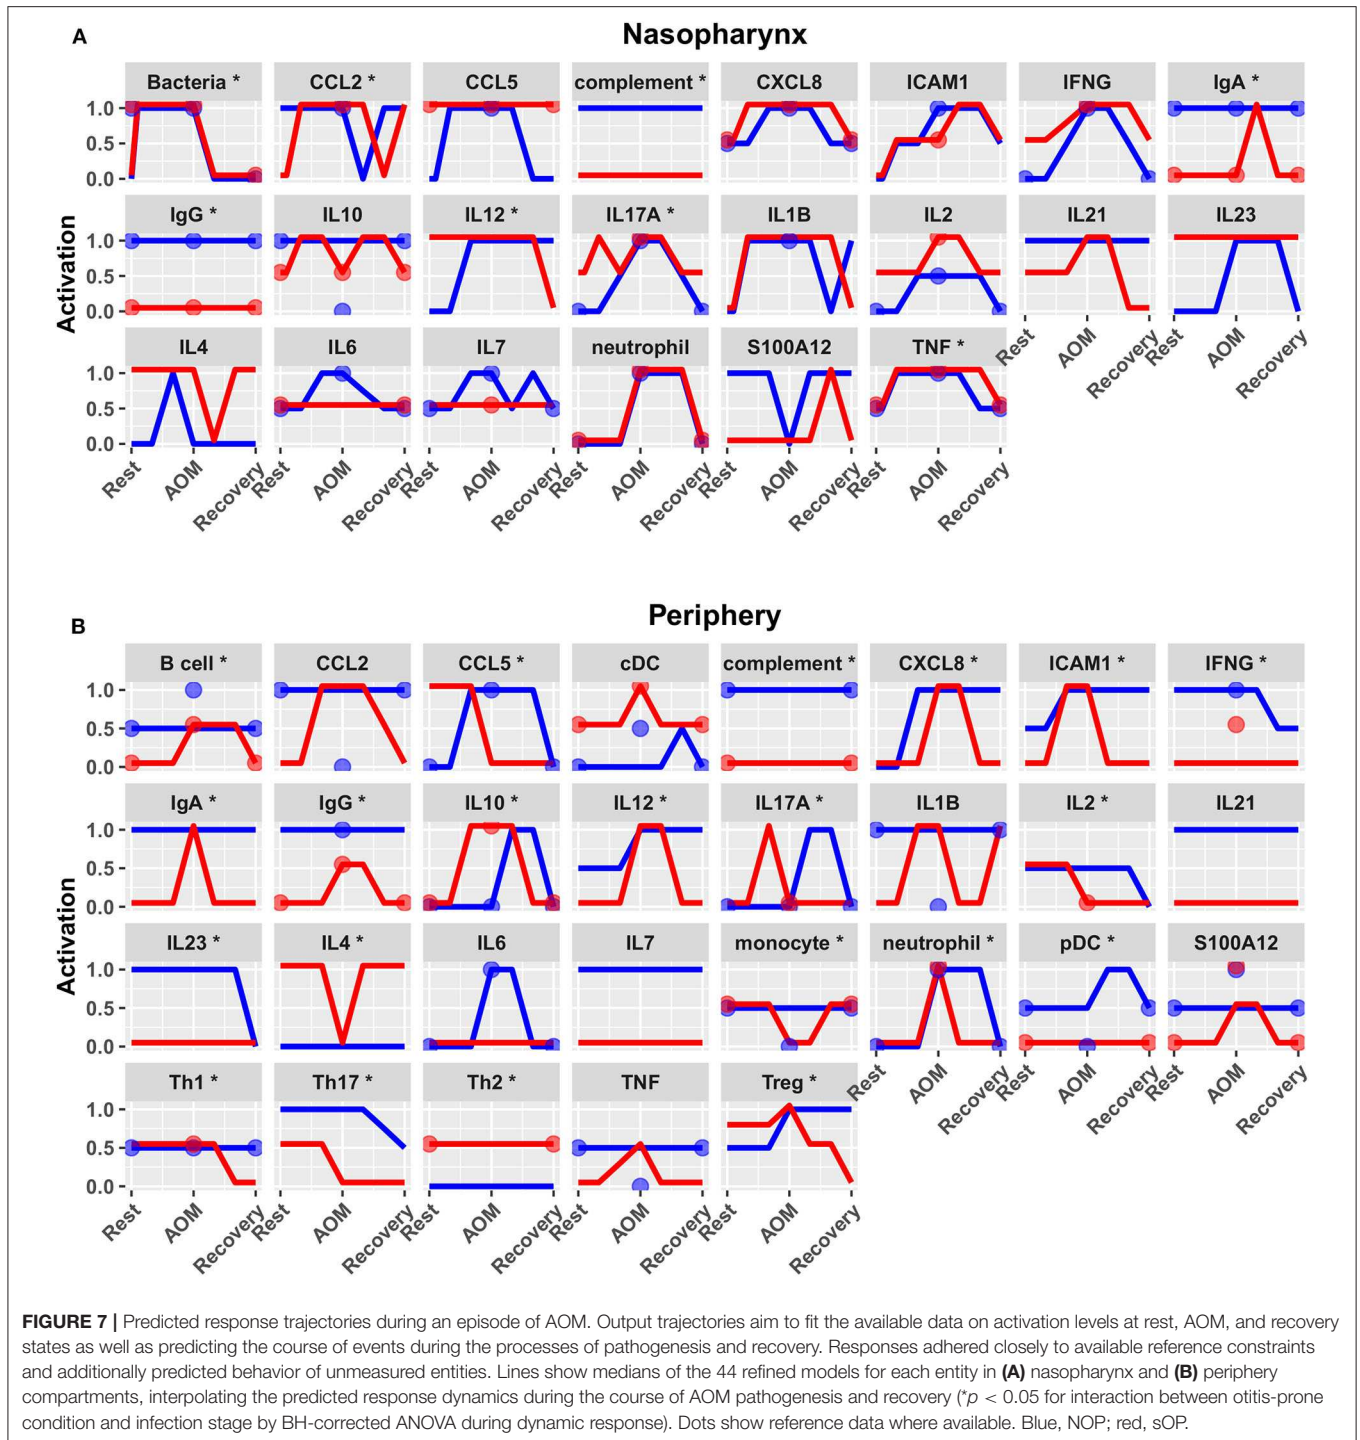 A
Nasopharynx
Bacteria * CCL2 * CCL5 complement * CXCL8 ICAM1 IFNG IgA *
1.0
0.5
0.0
IgG * IL10 IL12 * IL17A * IL1B IL2 IL21 IL23
1.0
0.5
0.0
Activation
IL4 IL6 IL7 neutrophil S100A12 TNF *
1.0
0.5
0.0
Rest AOM Recovery Rest AOM Recovery
Rest AOM Recovery Rest AOM Recovery Rest AOM Recovery Rest AOM Recovery Rest AOM Recovery Rest AOM Recovery
B
Periphery
B cell * CCL2 CCL5 * cDC complement * CXCL8 * ICAM1 * IFNG *
1.0
0.5
0.0
IgA * IgG * IL10 * IL12 * IL17A * IL1B IL2 * IL21
1.0
0.5
0.0
Activation
IL23 * IL4 * IL6 IL7 monocyte * neutrophil * pDC * S100A12
1.0
0.5
0.0
Rest AOM Recovery Rest AOM Recovery Rest AOM Recovery
Th1 * Th17 * Th2 * TNF Treg *
1.0
0.5
0.0
Rest AOM Recovery Rest AOM Recovery Rest AOM Recovery Rest AOM Recovery Rest AOM Recovery
FIGURE 7 | Predicted response trajectories during an episode of AOM. Output trajectories aim to fit the available data on activation levels at rest, AOM, and recovery
states as well as predicting the course of events during the processes of pathogenesis and recovery. Responses adhered closely to available reference constraints
and additionally predicted behavior of unmeasured entities. Lines show medians of the 44 refined models for each entity in (A) nasopharynx and (B) periphery
compartments, interpolating the predicted response dynamics during the course of AOM pathogenesis and recovery (*p < 0.05 for interaction between otitis-prone
condition and infection stage by BH-corrected ANOVA during dynamic response). Dots show reference data where available. Blue, NOP; red, sOP.